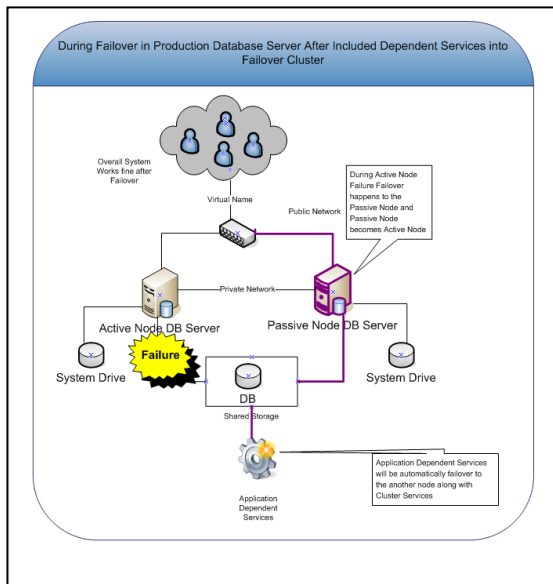 During Failover in Production Database Server After Included Dependent Services into
Failover Cluster
Overall System
Works fine after
Failover
Virtual Name
Public Network
During Active Node
Failure Failover
happens to the
Passive Node and
Passive Node
becomes Active Node
Private Network
Active Node DB Server
Passive Node DB Server
Failure
System Drive
DB
System Drive
Shared Storage
Application Dependent Services
will be automatically failover to
the another node along with
Cluster Services
Application
Dependent
Services